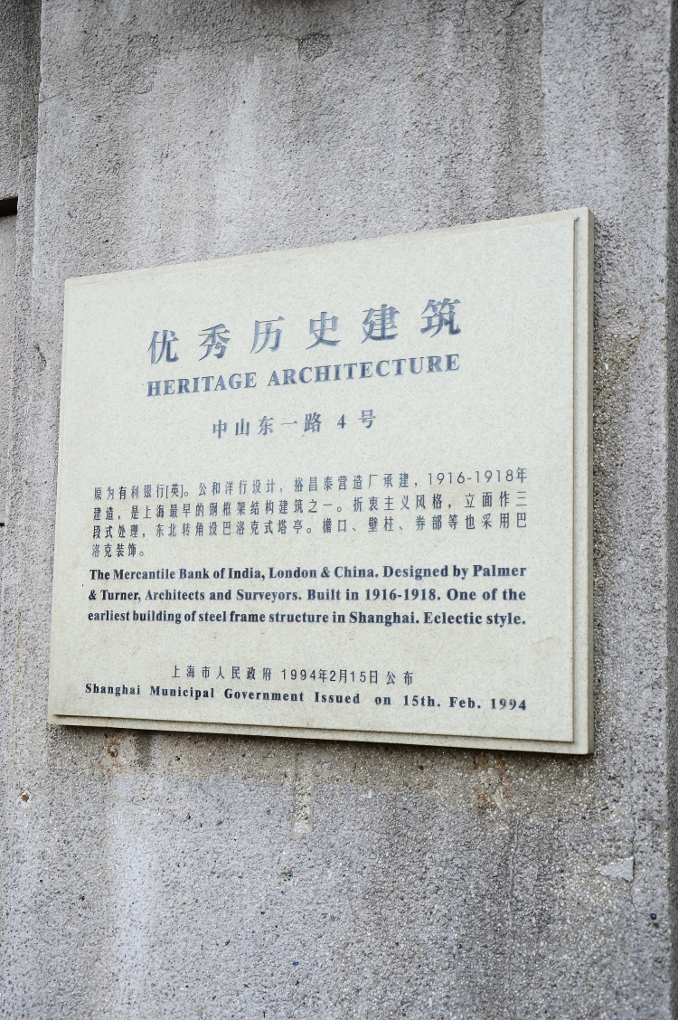 优秀历史建筑
HERITAGE ARCHITECTURE
中山东一路 4 号
原为有利银行[英]。公和洋行设计，裕昌泰营造厂承建，1916-1918年
建造，是上海最早的钢框架结构建筑之一。折衷主义风格，立面作三
段式处理，东北转角设巴洛克式塔亭。檐口、壁柱、券部等也采用巴
洛克装饰。
The Mercantile Bank of India, London & China. Designed by Palmer
& Turner, Architects and Surveyors. Built in 1916-1918. One of the
earliest building of steel frame structure in Shanghai. Eclectic style.
上海市人民政府 1994年2月15日公布
Shanghai Municipal Government Issued on 15th. Feb. 1994